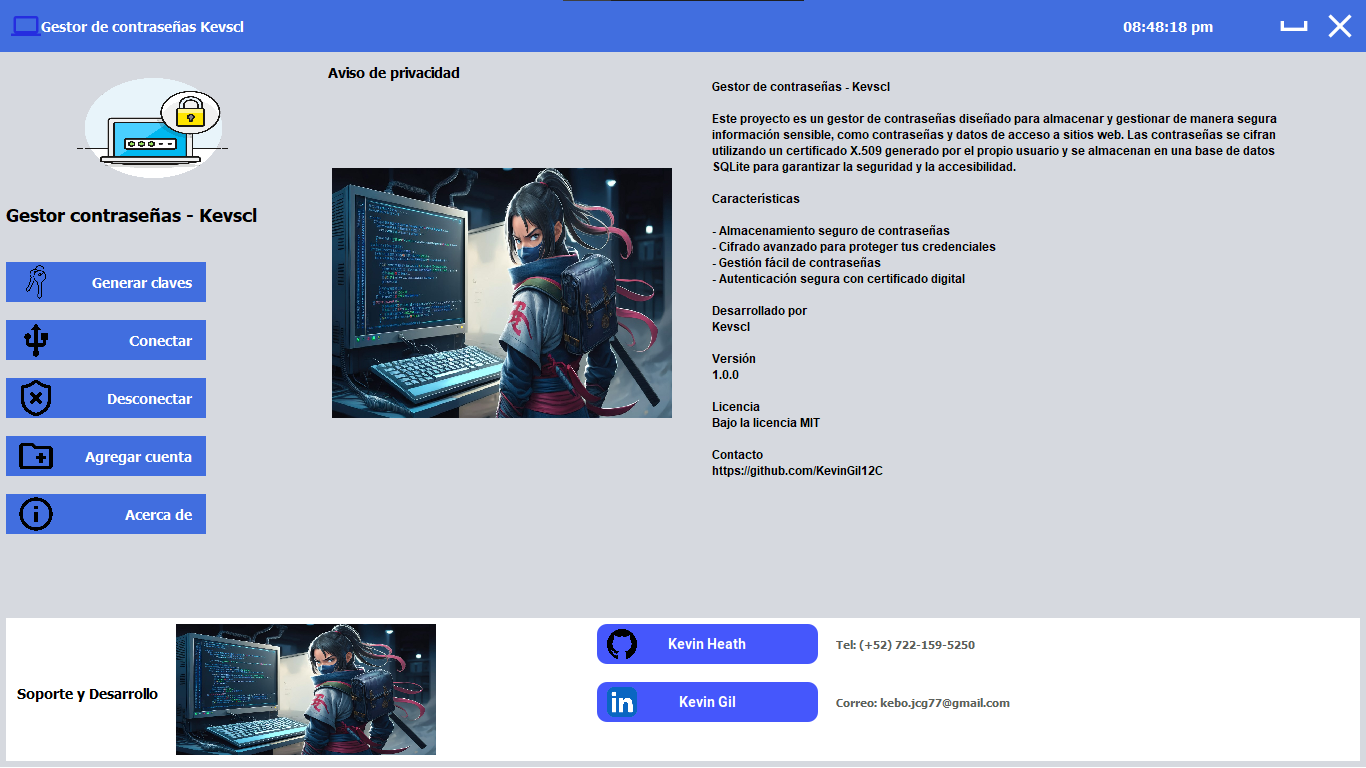 Gestor de contraseñas Kevscl
08:48:18 pm
Gestor contraseñas - Kevscl
Generar claves
Conectar
Desconectar
Agregar cuenta
Acerca de
Aviso de privacidad
Gestor de contraseñas - Kevscl
Este proyecto es un gestor de contraseñas diseñado para almacenar y gestionar de manera segura
información sensible, como contraseñas y datos de acceso a sitios web. Las contraseñas se cifran
utilizando un certificado X.509 generado por el propio usuario y se almacenan en una base de datos
SQLite para garantizar la seguridad y la accesibilidad.
Características
- Almacenamiento seguro de contraseñas
- Cifrado avanzado para proteger tus credenciales
- Gestión fácil de contraseñas
- Autenticación segura con certificado digital
Desarrollado por
Kevscl
Versión
1.0.0
Licencia
Bajo la licencia MIT
Contacto
https://github.com/KevinGil12C
Soporte y Desarrollo
Kevin Heath
Tel: (+52) 722-159-5250
in
Kevin Gil
Correo: kebo.jcg77@gmail.com